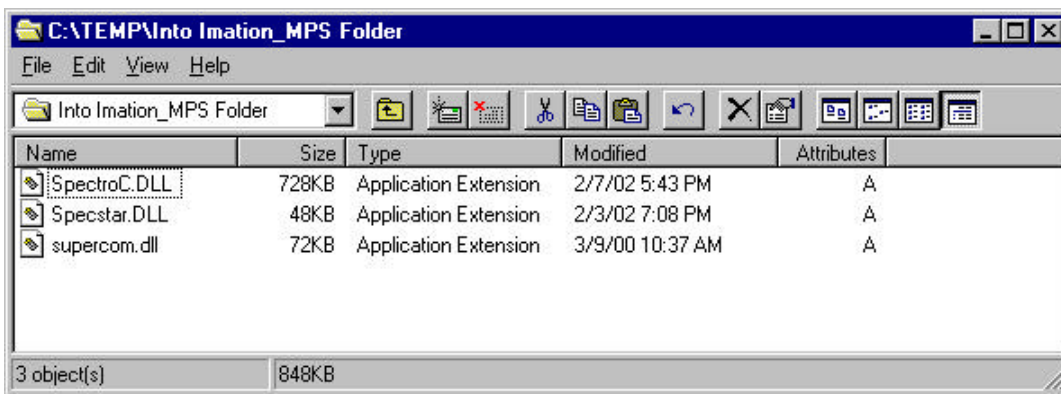 C:\TEMP\Into Imation_MPS Folder
File Edit View Help
Into Imation_MPS Folder
Name Size Type Modified Attributes
SpectroC.DLL 728KB Application Extension 2/7/02 5:43 PM A
Specstar.DLL 48KB Application Extension 2/3/02 7:08 PM A
supercom.dll 72KB Application Extension 3/9/00 10:37 AM A
3 object(s) 848KB